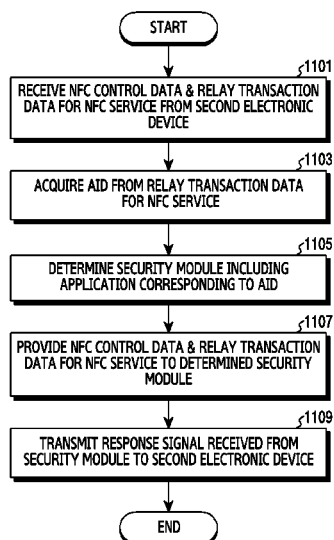 START
1101
RECEIVE NFC CONTROL DATA & RELAY TRANSACTION
DATA FOR NFC SERVICE FROM SECOND ELECTRONIC
DEVICE
1103
ACQUIRE AID FROM RELAY TRANSACTION DATA
FOR NFC SERVICE
1105
DETERMINE SECURITY MODULE INCLUDING
APPLICATION CORRESPONDING TO AID
1107
PROVIDE NFC CONTROL DATA & RELAY TRANSACTION
DATA FOR NFC SERVICE TO DETERMINED SECURITY
MODULE
1109
TRANSMIT RESPONSE SIGNAL RECEIVED FROM
SECURITY MODULE TO SECOND ELECTRONIC DEVICE
END